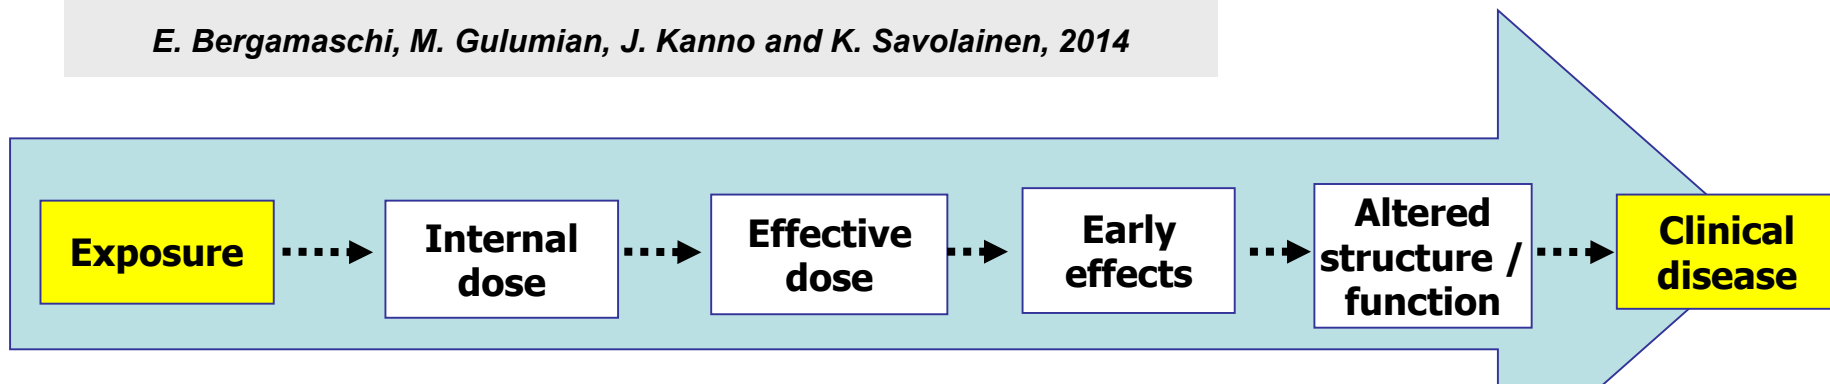 E. Bergamaschi, M. Gulumian, J. Kanno and K. Savolainen, 2014
Exposure
Internal
dose
Effective
dose
Early
effects
Altered
structure /
function
Clinical
disease